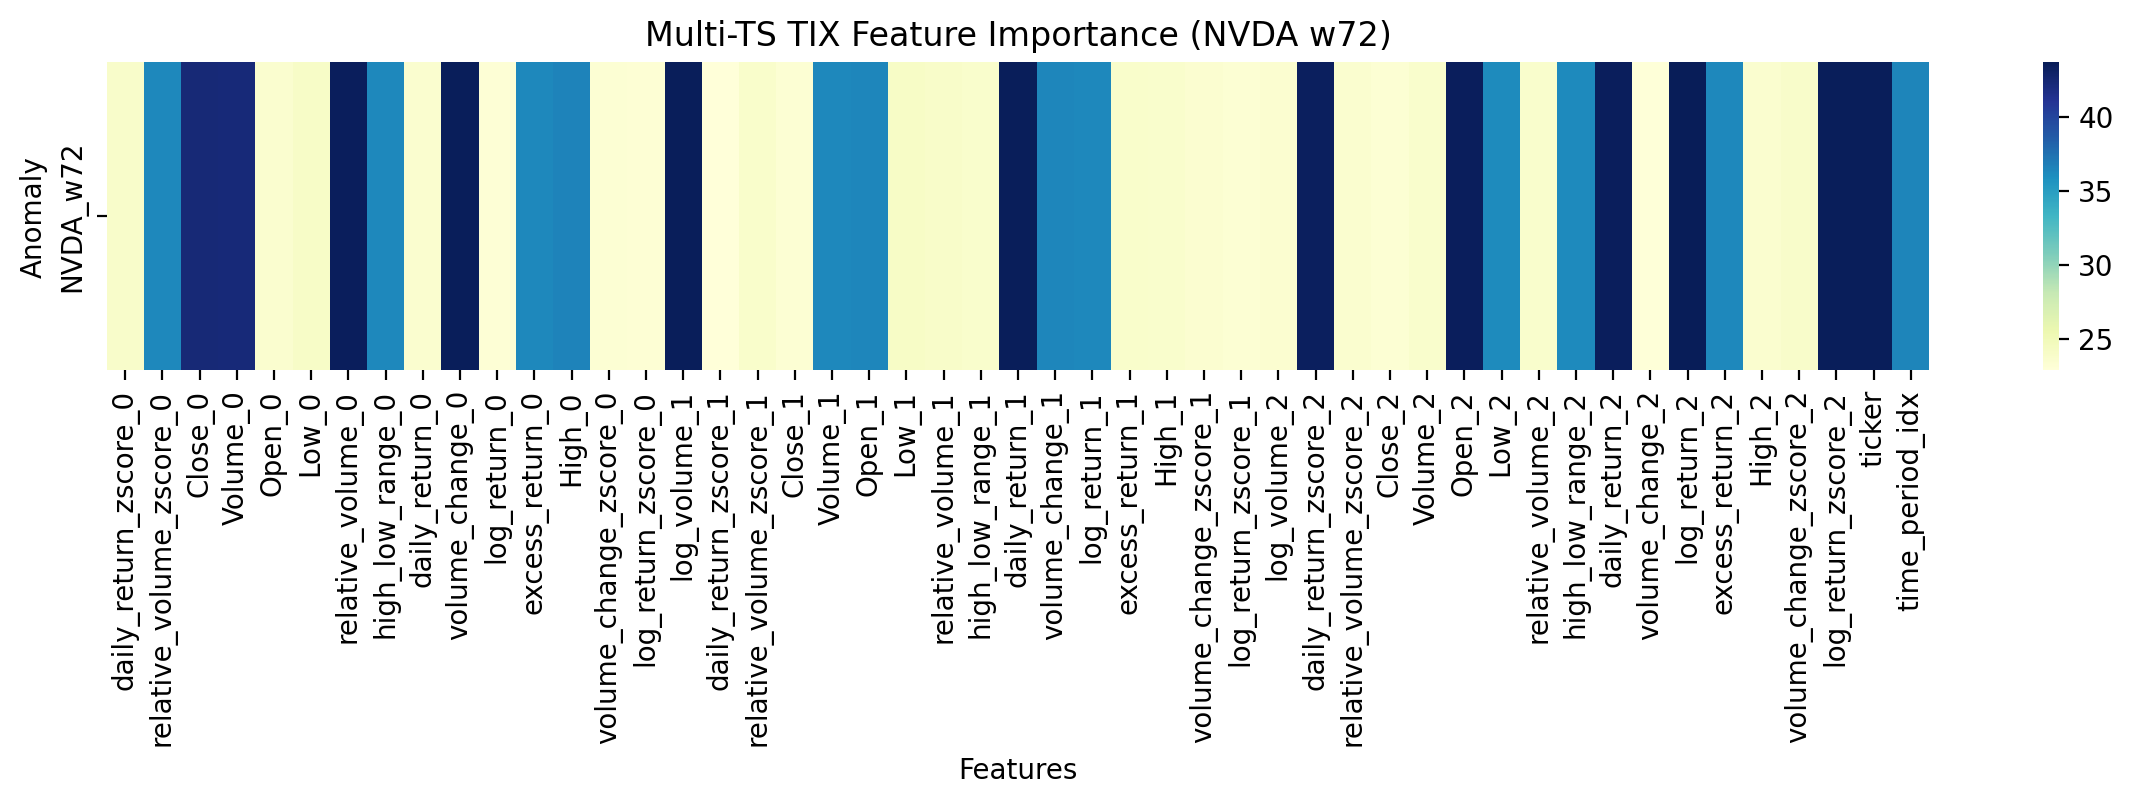 Multi-TS TIX Feature Importance (NVDA w72)
Anomaly
NVDA_w72
40
35
30
25
daily_return_zscore_0
relative_volume_zscore_0
Close_0
Volume_0
Open_0
Low_0
relative_volume_0
high_low_range_0
daily_return_0
volume_change_0
log_return_0
excess_return_0
High_0
volume_change_zscore_0
log_return_zscore_0
log_volume_1
daily_return_zscore_1
relative_volume_zscore_1
Close_1
Volume_1
Open_1
Low_1
relative_volume_1
high_low_range_1
daily_return_1
volume_change_1
log_return_1
excess_return_1
High_1
volume_change_zscore_1
log_return_zscore_1
log_volume_2
daily_return_zscore_2
relative_volume_zscore_2
Close_2
Volume_2
Open_2
Low_2
relative_volume_2
high_low_range_2
daily_return_2
volume_change_2
log_return_2
excess_return_2
High_2
volume_change_zscore_2
log_return_zscore_2
ticker
time_period_idx
Features